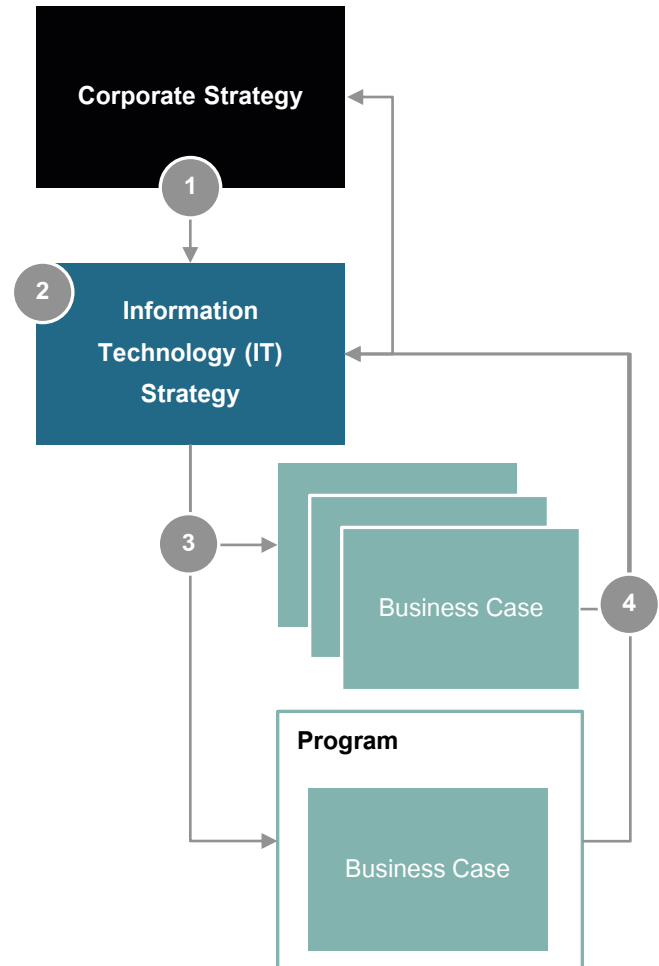 Corporate Strategy
1
2
Information
Technology (IT)
Strategy
3
Business Case
4
Program
Business Case